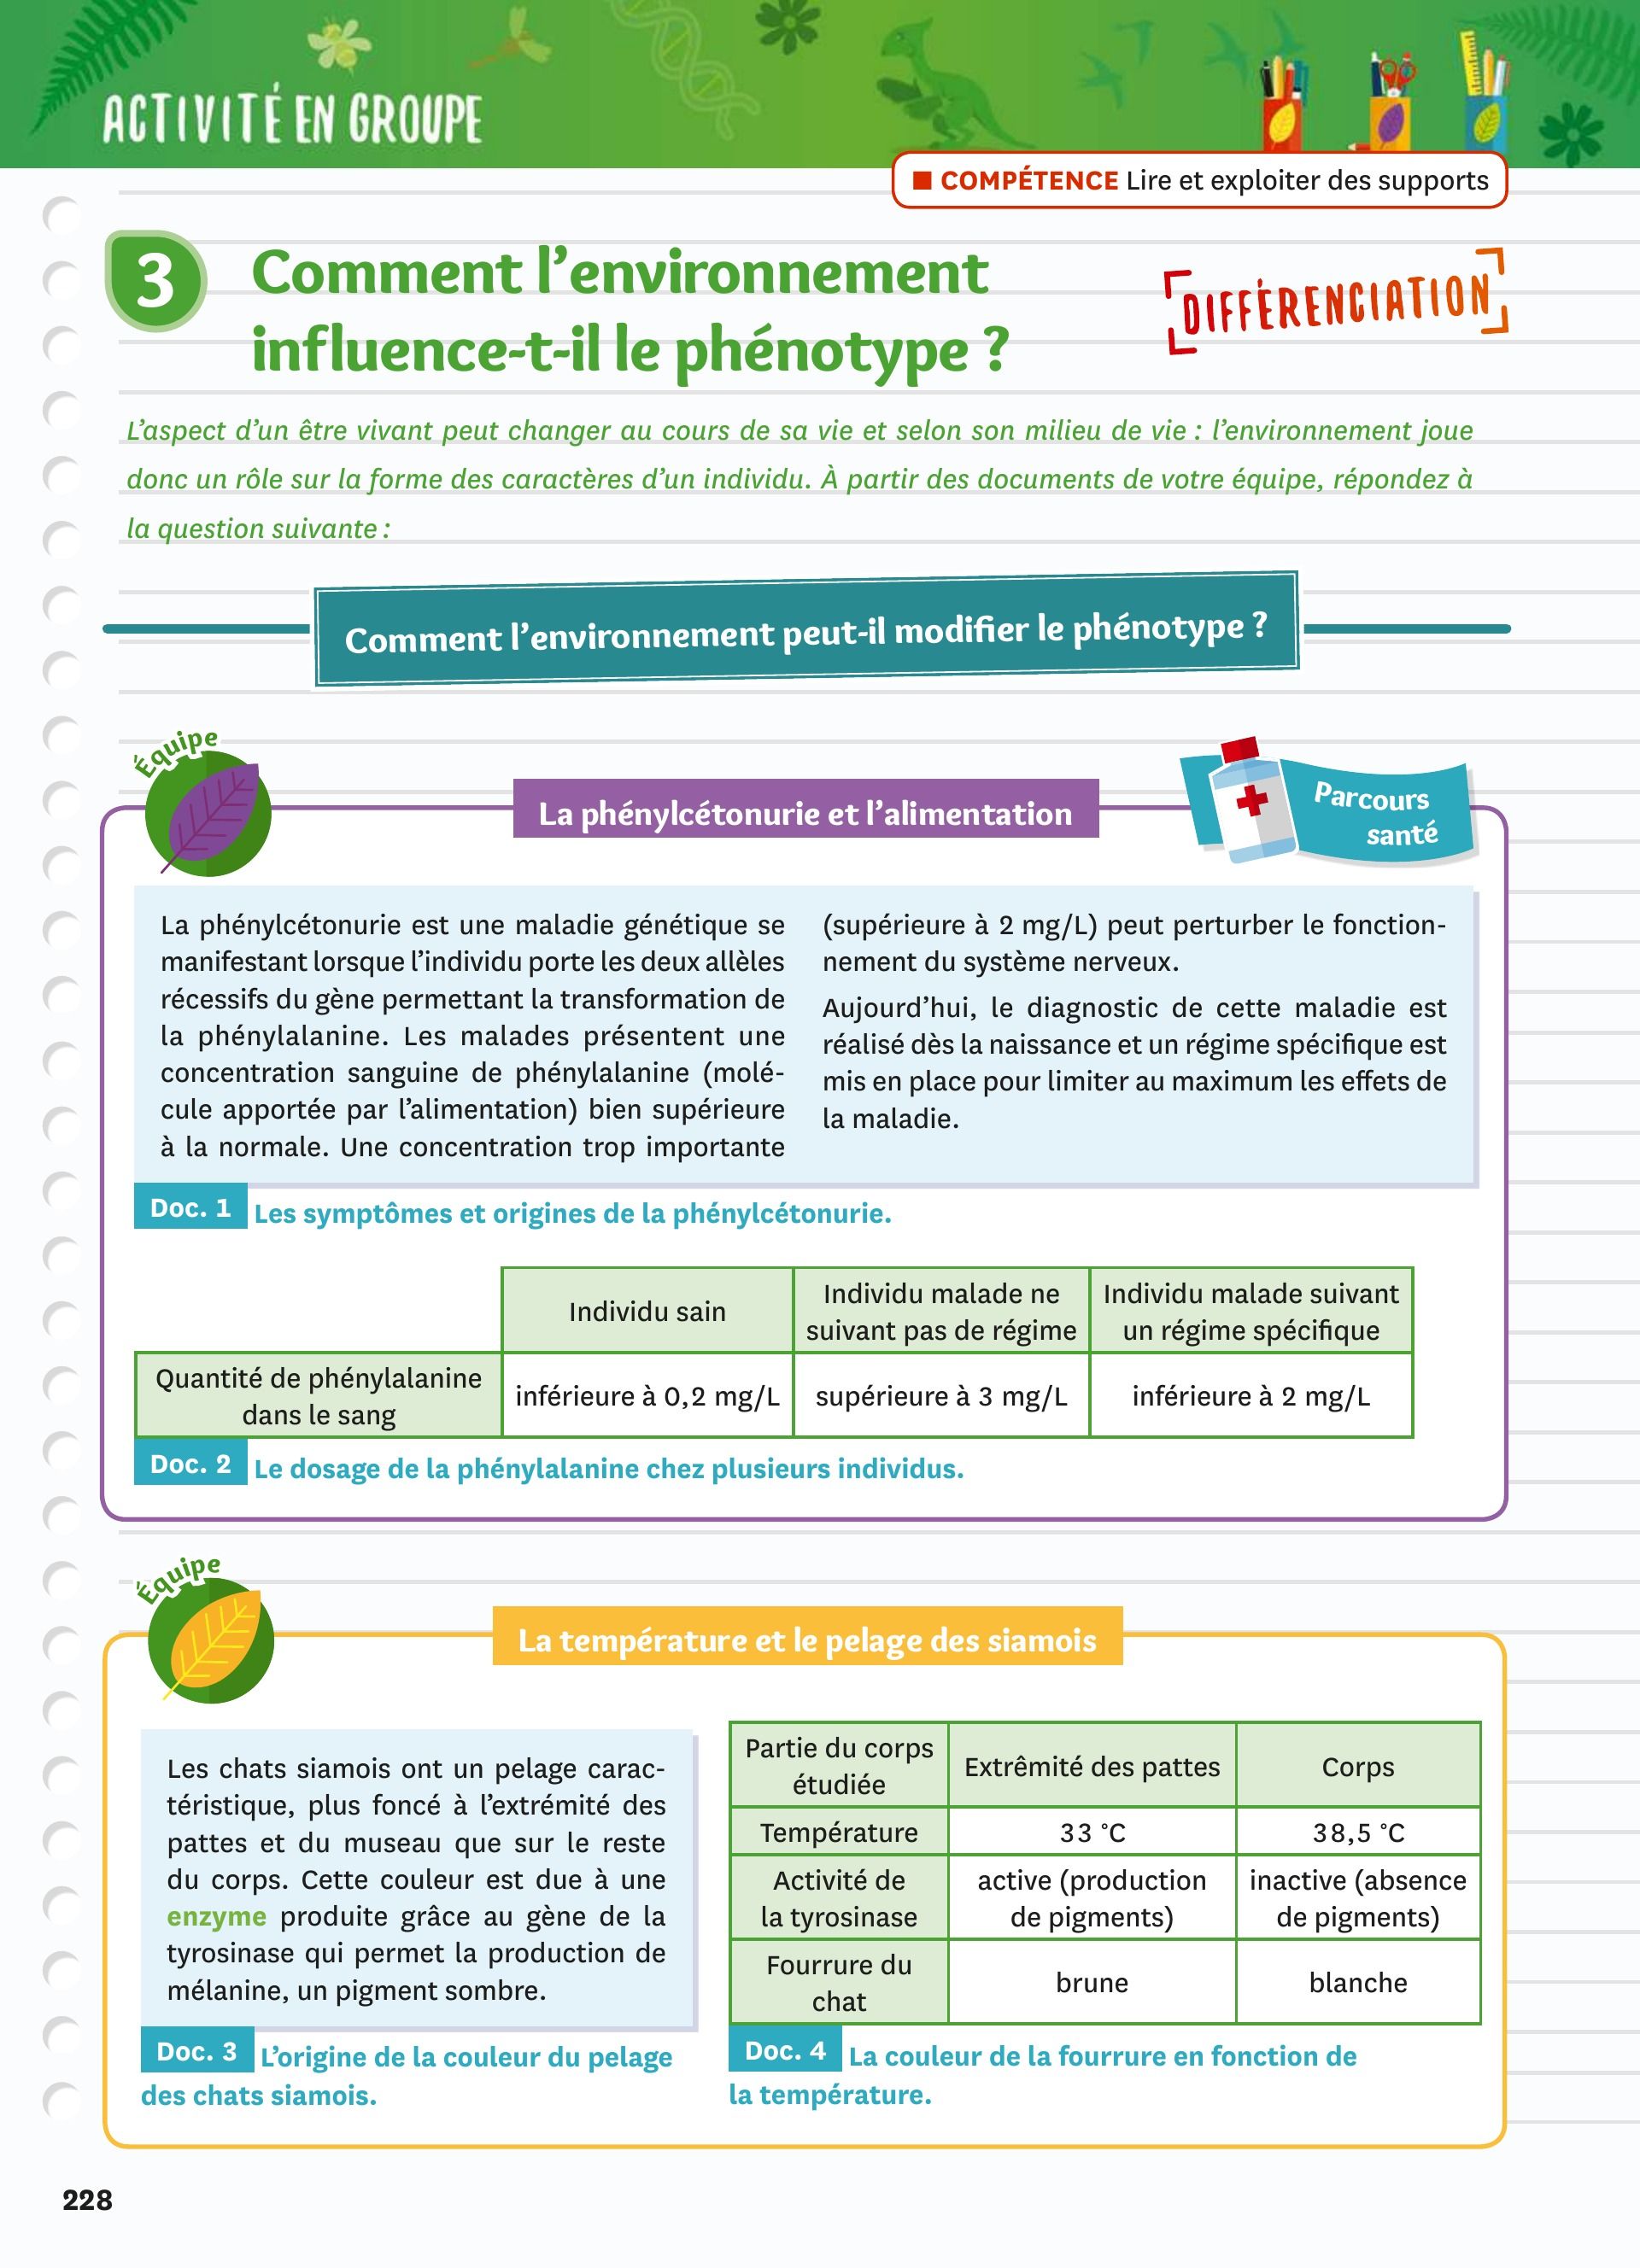 ACTIVITÉ EN GROUPE
■ COMPÉTENCE Lire et exploiter des supports
3
Comment l'environnement
influence-t-il le phénotype ?
DIFFÉRENCIATION
L'aspect d'un être vivant peut changer au cours de sa vie et selon son milieu de vie : l'environnement joue
donc un rôle sur la forme des caractères d'un individu. À partir des documents de votre équipe, répondez à
la question suivante :
Comment l'environnement peut-il modifier le phénotype ?
Équipe
La phénylcétonurie et l'alimentation
Parcours
santé
La phénylcétonurie est une maladie génétique se
manifestant lorsque l'individu porte les deux allèles
récessifs du gène permettant la transformation de
la phénylalanine. Les malades présentent une
concentration sanguine de phénylalanine (molé-
cule apportée par l'alimentation) bien supérieure
à la normale. Une concentration trop importante
(supérieure à 2 mg/L) peut perturber le fonction-
nement du système nerveux.
Aujourd'hui, le diagnostic de cette maladie est
réalisé dès la naissance et un régime spécifique est
mis en place pour limiter au maximum les effets de
la maladie.
Doc. 1 Les symptômes et origines de la phénylcétonurie.
Individu sain
Individu malade ne
suivant pas de régime
Individu malade suivant
un régime spécifique
Quantité de phénylalanine
dans le sang
inférieure à 0,2 mg/L
supérieure à 3 mg/L
inférieure à 2 mg/L
Doc. 2 Le dosage de la phénylalanine chez plusieurs individus.
Équipe
La température et le pelage des siamois
Les chats siamois ont un pelage carac-
téristique, plus foncé à l'extrémité des
pattes et du museau que sur le reste
du corps. Cette couleur est due à une
enzyme produite grâce au gène de la
tyrosinase qui permet la production de
mélanine, un pigment sombre.
Doc. 3 L'origine de la couleur du pelage
des chats siamois.
Partie du corps
étudiée
Extrêmité des pattes
Corps
Température
33 °C
38,5 °C
Activité de
la tyrosinase
active (production
de pigments)
inactive (absence
de pigments)
Fourrure du
chat
brune
blanche
Doc. 4 La couleur de la fourrure en fonction de
la température.
228